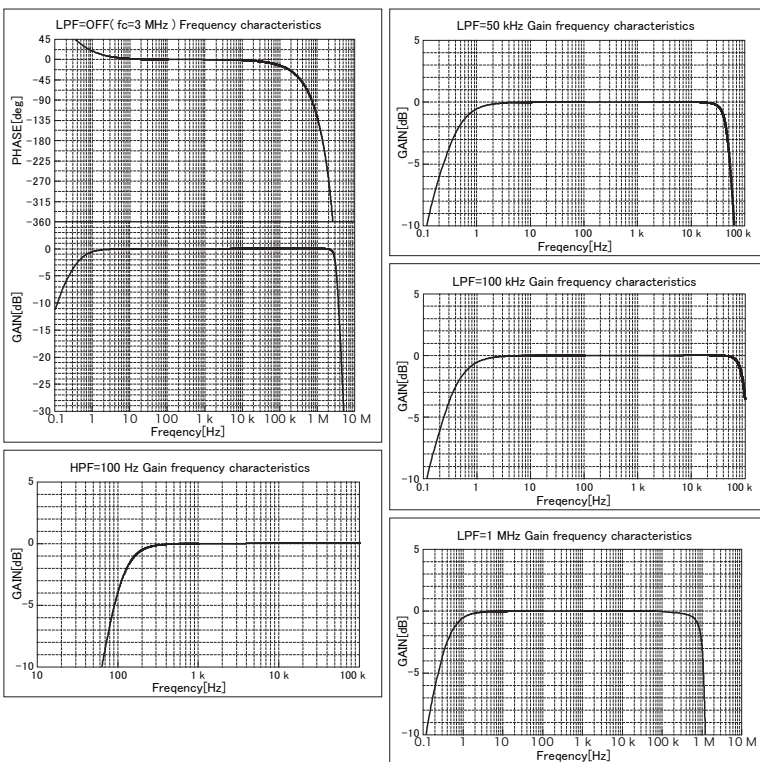 LPF=OFF( fc=3 MHz ) Frequency characteristics
PHASE[deg]
45
0
-45
-90
-135
-180
-225
-270
-315
-360
GAIN[dB]
0
-5
-10
-15
-20
-25
-30
0.1 1 10 100 1 k 10 k 100 k 1 M 10 M
Freqency[Hz]
HPF=100 Hz Gain frequency characteristics
GAIN[dB]
5
0
-5
-10
10 100 1 k 10 k 100 k
Freqency[Hz]
LPF=50 kHz Gain frequency characteristics
GAIN[dB]
5
0
-5
-10
0.1 1 10 100 1 k 10 k 100 k
Freqency[Hz]
LPF=100 kHz Gain frequency characteristics
GAIN[dB]
5
0
-5
-10
0.1 1 10 100 1 k 10 k 100 k
Freqency[Hz]
LPF=1 MHz Gain frequency characteristics
GAIN[dB]
5
0
-5
-10
0.1 1 10 100 1 k 10 k 100 k 1 M 10 M
Freqency[Hz]